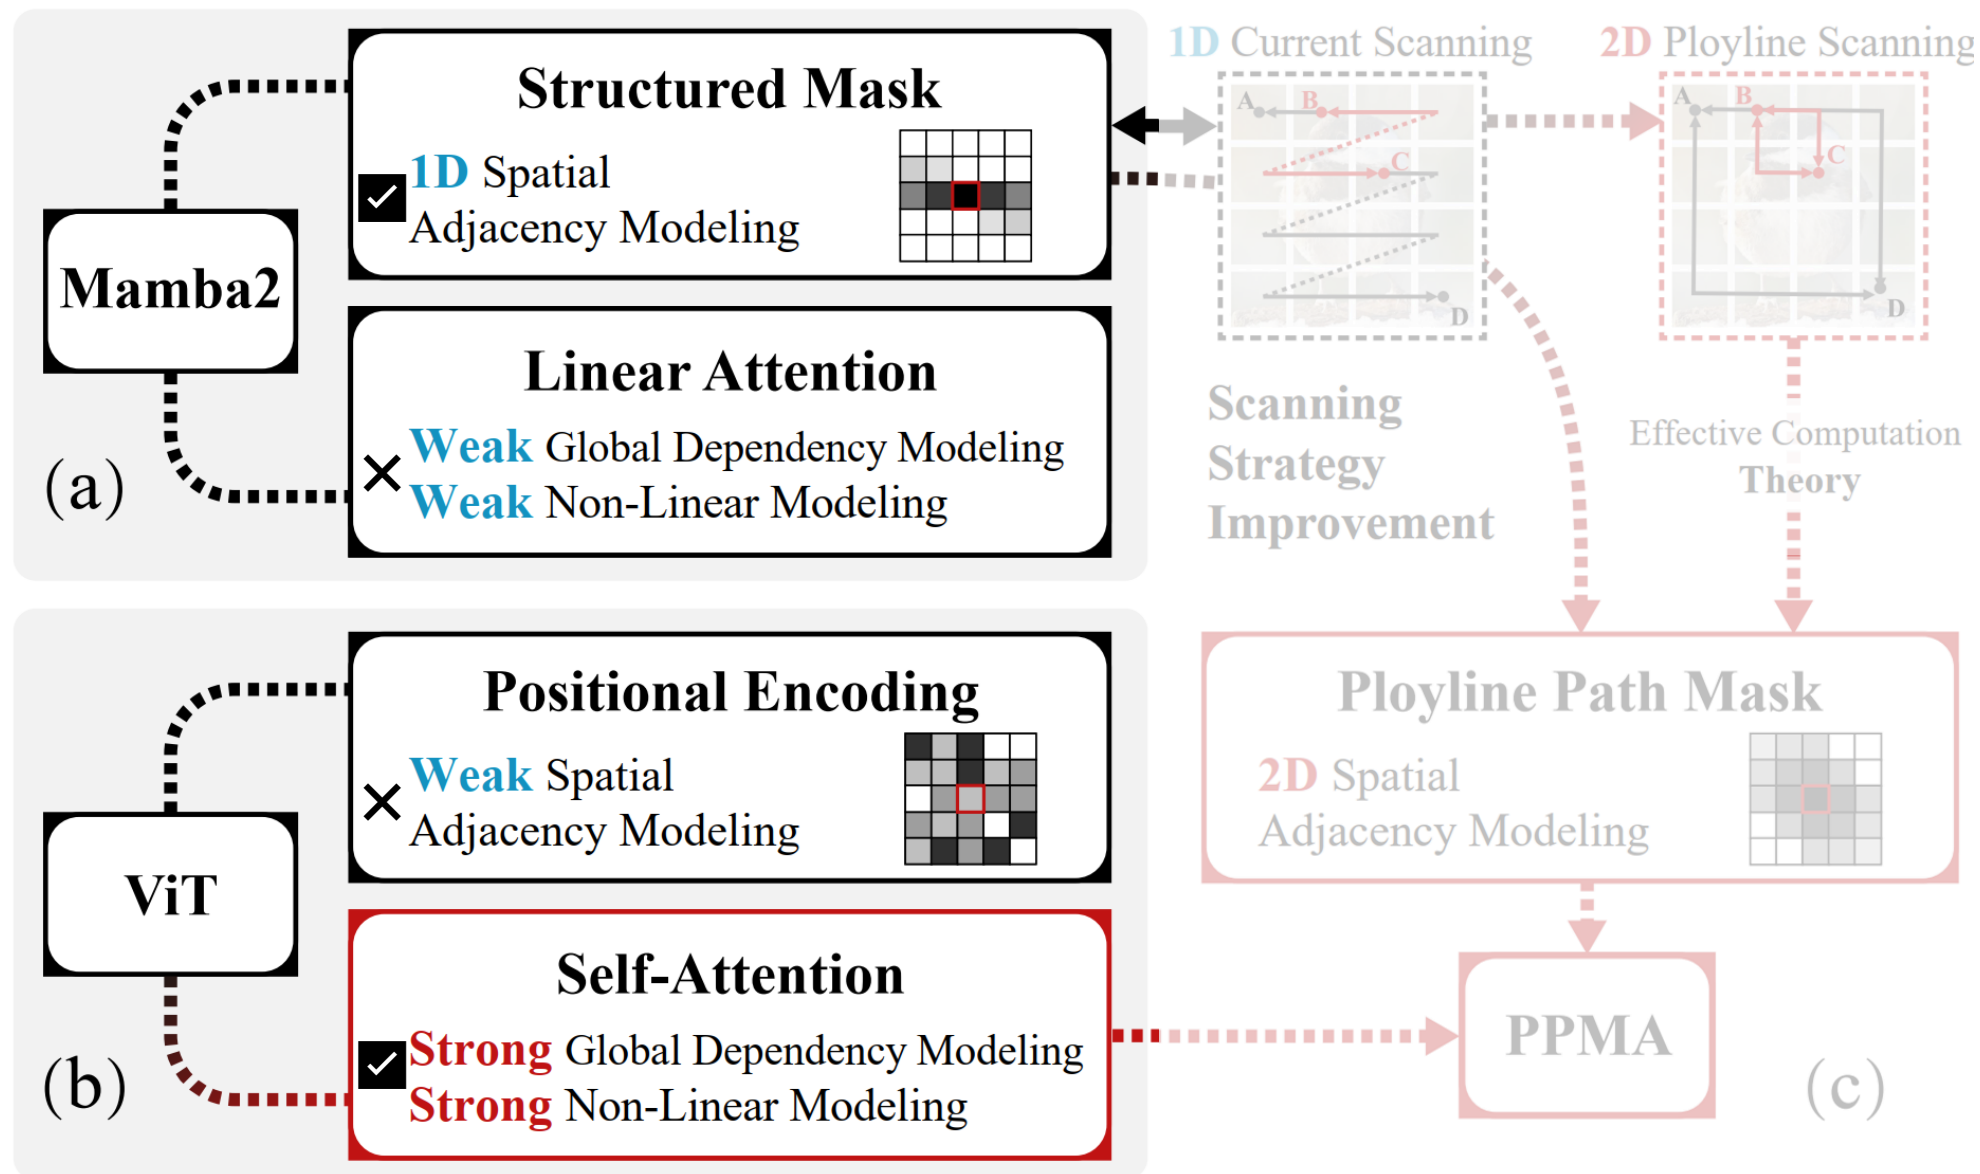 Mamba2
(a)
Structured Mask
1D Spatial
Adjacency Modeling
Linear Attention
Weak Global Dependency Modeling
Weak Non-Linear Modeling
ViT
(b)
Positional Encoding
Weak Spatial
Adjacency Modeling
Self-Attention
Strong Global Dependency Modeling
Strong Non-Linear Modeling
1D Current Scanning
A
B
C
D
2D Ployline Scanning
A
B
C
D
Scanning
Strategy
Improvement
Effective Computation
Theory
Ployline Path Mask
2D Spatial
Adjacency Modeling
PPMA
(c)